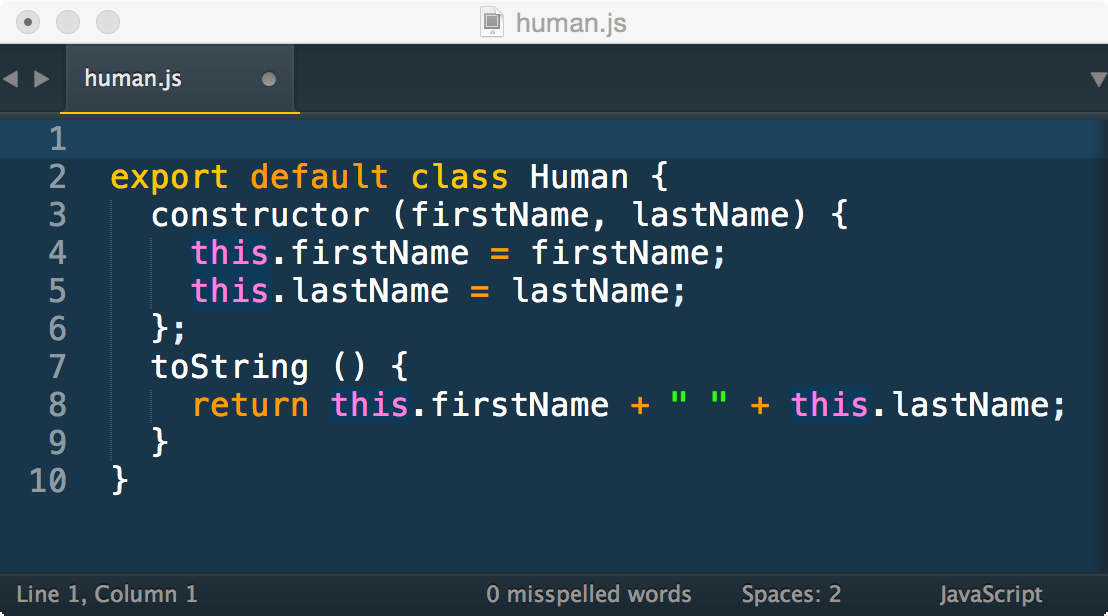 human.js
human.js
1
2 export default class Human {
3 constructor (firstName, lastName) {
4 this.firstName = firstName;
5 this.lastName = lastName;
6 };
7 toString () {
8 return this.firstName + " " + this.lastName;
9 }
10 }
Line 1, Column 1 0 misspelled words Spaces: 2 JavaScript